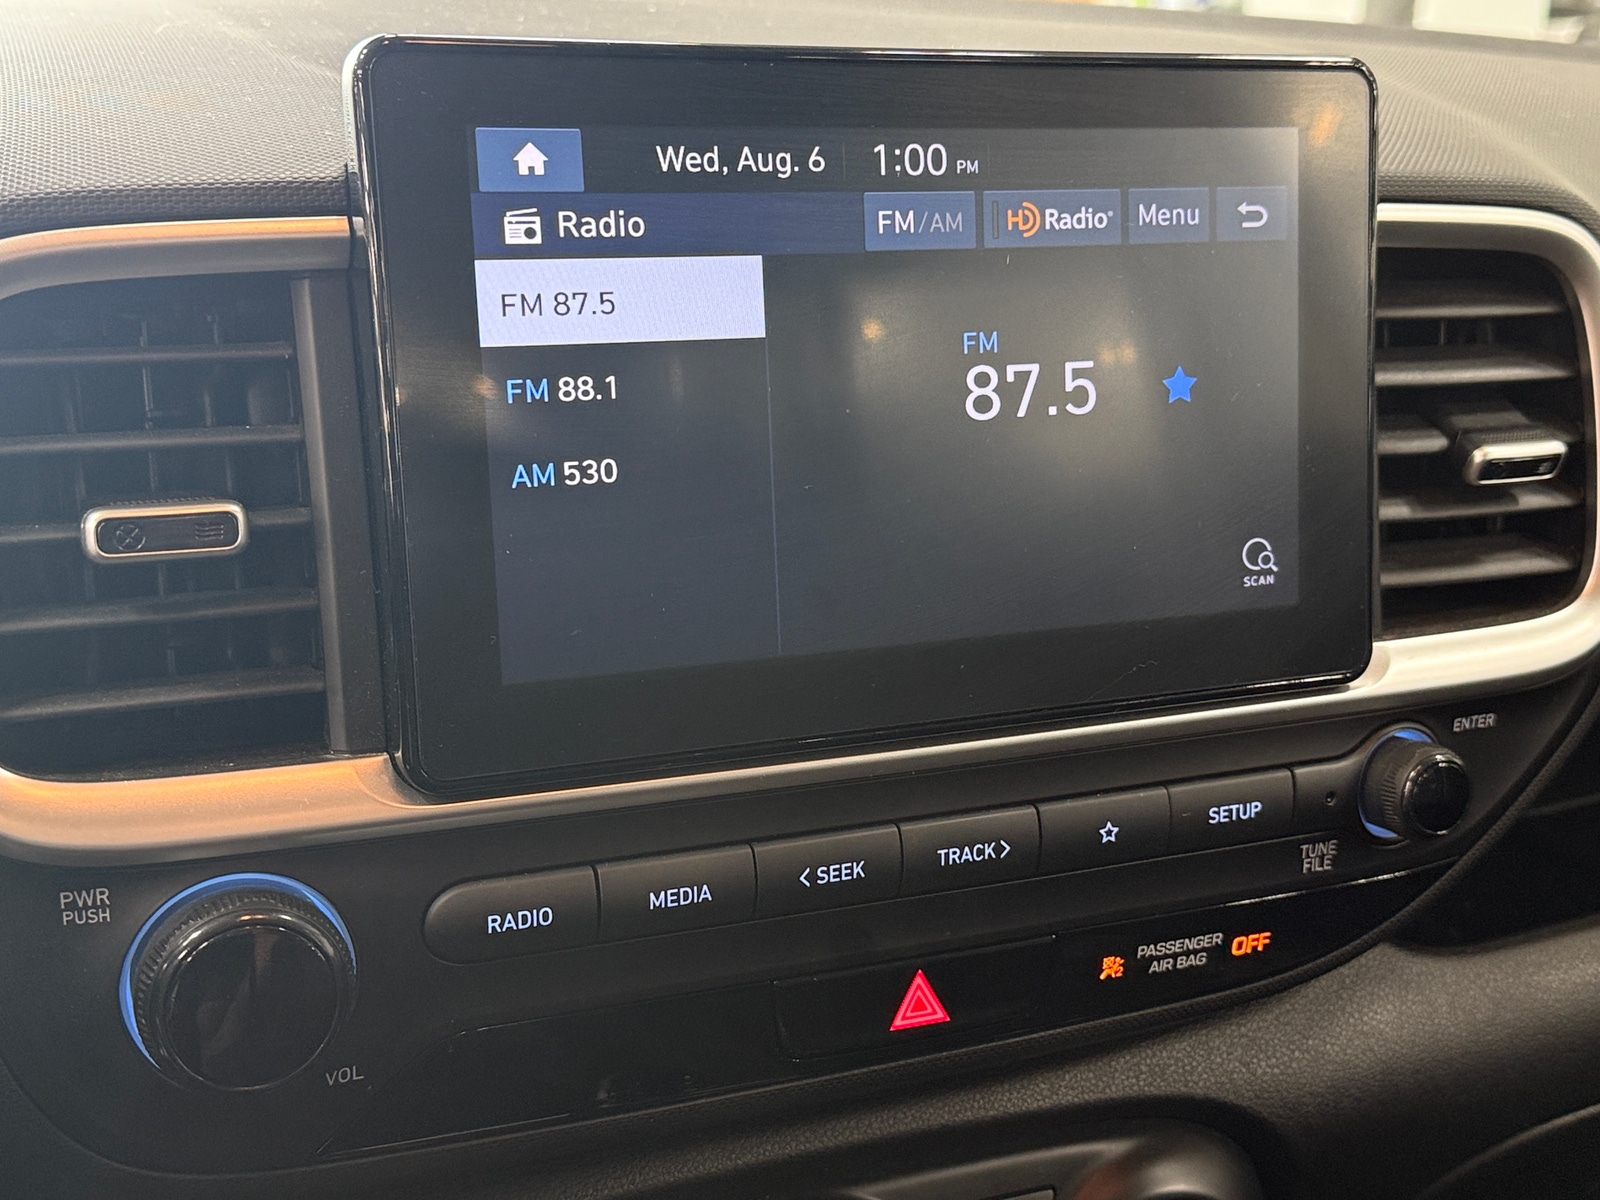 Wed, Aug. 6 1:00 PM
Radio FM/AM HD Radio Menu
FM 87.5
FM 88.1
AM 530
FM
87.5
SCAN
ENTER
PWR
PUSH
VOL
RADIO
MEDIA
< SEEK
TRACK >
SETUP
TUNE
FILE
PASSENGER
AIR BAG
OFF